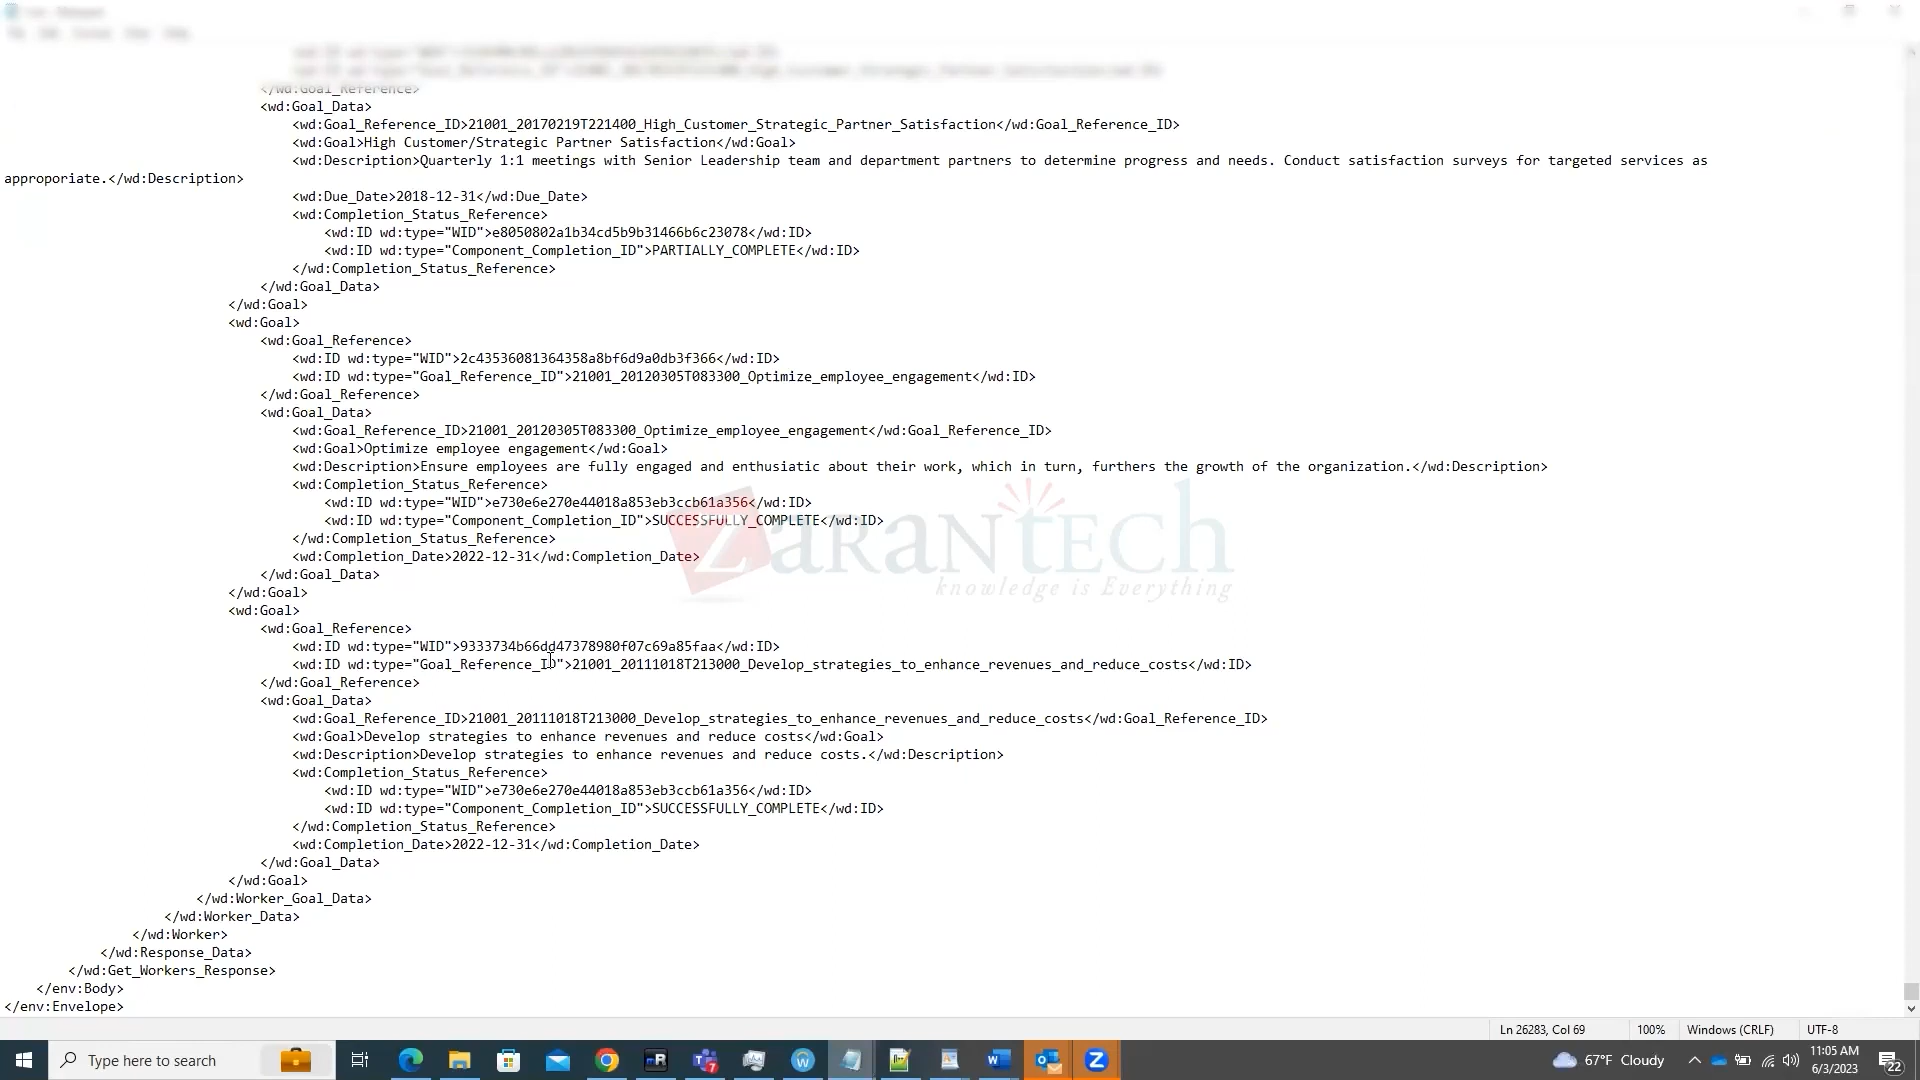 </wd:Goal_Reference>
<wd:Goal_Data>
<wd:Goal_Reference_ID>21001_20170219T221400_High_Customer_Strategic_Partner_Satisfaction</wd:Goal_Reference_ID>
<wd:Goal>High Customer/Strategic Partner Satisfaction</wd:Goal>
<wd:Description>Quarterly 1:1 meetings with Senior Leadership team and department partners to determine progress and needs. Conduct satisfaction surveys for targeted services as
approporiate.</wd:Description>
<wd:Due_Date>2018-12-31</wd:Due_Date>
<wd:Completion_Status_Reference>
<wd:ID wd:type="WID">e8050802a1b34cd5b9b31466b6c23078</wd:ID>
<wd:ID wd:type="Component_Completion_ID">PARTIALLY_COMPLETE</wd:ID>
</wd:Completion_Status_Reference>
</wd:Goal_Data>
</wd:Goal>
<wd:Goal>
<wd:Goal_Reference>
<wd:ID wd:type="WID">2c43536081364358a8bf6d9a0db3f366</wd:ID>
<wd:ID wd:type="Goal_Reference_ID">21001_20120305T083300_Optimize_employee_engagement</wd:ID>
</wd:Goal_Reference>
<wd:Goal_Data>
<wd:Goal_Reference_ID>21001_20120305T083300_Optimize_employee_engagement</wd:Goal_Reference_ID>
<wd:Goal>Optimize employee engagement</wd:Goal>
<wd:Description>Ensure employees are fully engaged and enthusiatic about their work, which in turn, furthers the growth of the organization.</wd:Description>
<wd:Completion_Status_Reference>
<wd:ID wd:type="WID">e730e6e270e44018a853eb3ccb61a356</wd:ID>
<wd:ID wd:type="Component_Completion_ID">SUCCESSFULLY_COMPLETE</wd:ID>
</wd:Completion_Status_Reference>
<wd:Completion_Date>2022-12-31</wd:Completion_Date>
</wd:Goal_Data>
</wd:Goal>
<wd:Goal>
<wd:Goal_Reference>
<wd:ID wd:type="WID">9333734b66dd47378980f07c69a85faa</wd:ID>
<wd:ID wd:type="Goal_Reference_ID">21001_20111018T213000_Develop_strategies_to_enhance_revenues_and_reduce_costs</wd:ID>
</wd:Goal_Reference>
<wd:Goal_Data>
<wd:Goal_Reference_ID>21001_20111018T213000_Develop_strategies_to_enhance_revenues_and_reduce_costs</wd:Goal_Reference_ID>
<wd:Goal>Develop strategies to enhance revenues and reduce costs</wd:Goal>
<wd:Description>Develop strategies to enhance revenues and reduce costs.</wd:Description>
<wd:Completion_Status_Reference>
<wd:ID wd:type="WID">e730e6e270e44018a853eb3ccb61a356</wd:ID>
<wd:ID wd:type="Component_Completion_ID">SUCCESSFULLY_COMPLETE</wd:ID>
</wd:Completion_Status_Reference>
<wd:Completion_Date>2022-12-31</wd:Completion_Date>
</wd:Goal_Data>
</wd:Goal>
</wd:Worker_Goal_Data>
</wd:Worker_Data>
</wd:Worker>
</wd:Response_Data>
</wd:Get_Workers_Response>
</env:Body>
</env:Envelope>
ZaranTech
knowledge is Everything
Ln 26283, Col 69
100%
Windows (CRLF)
UTF-8
Type here to search
67°F Cloudy
11:05 AM
6/3/2023
22